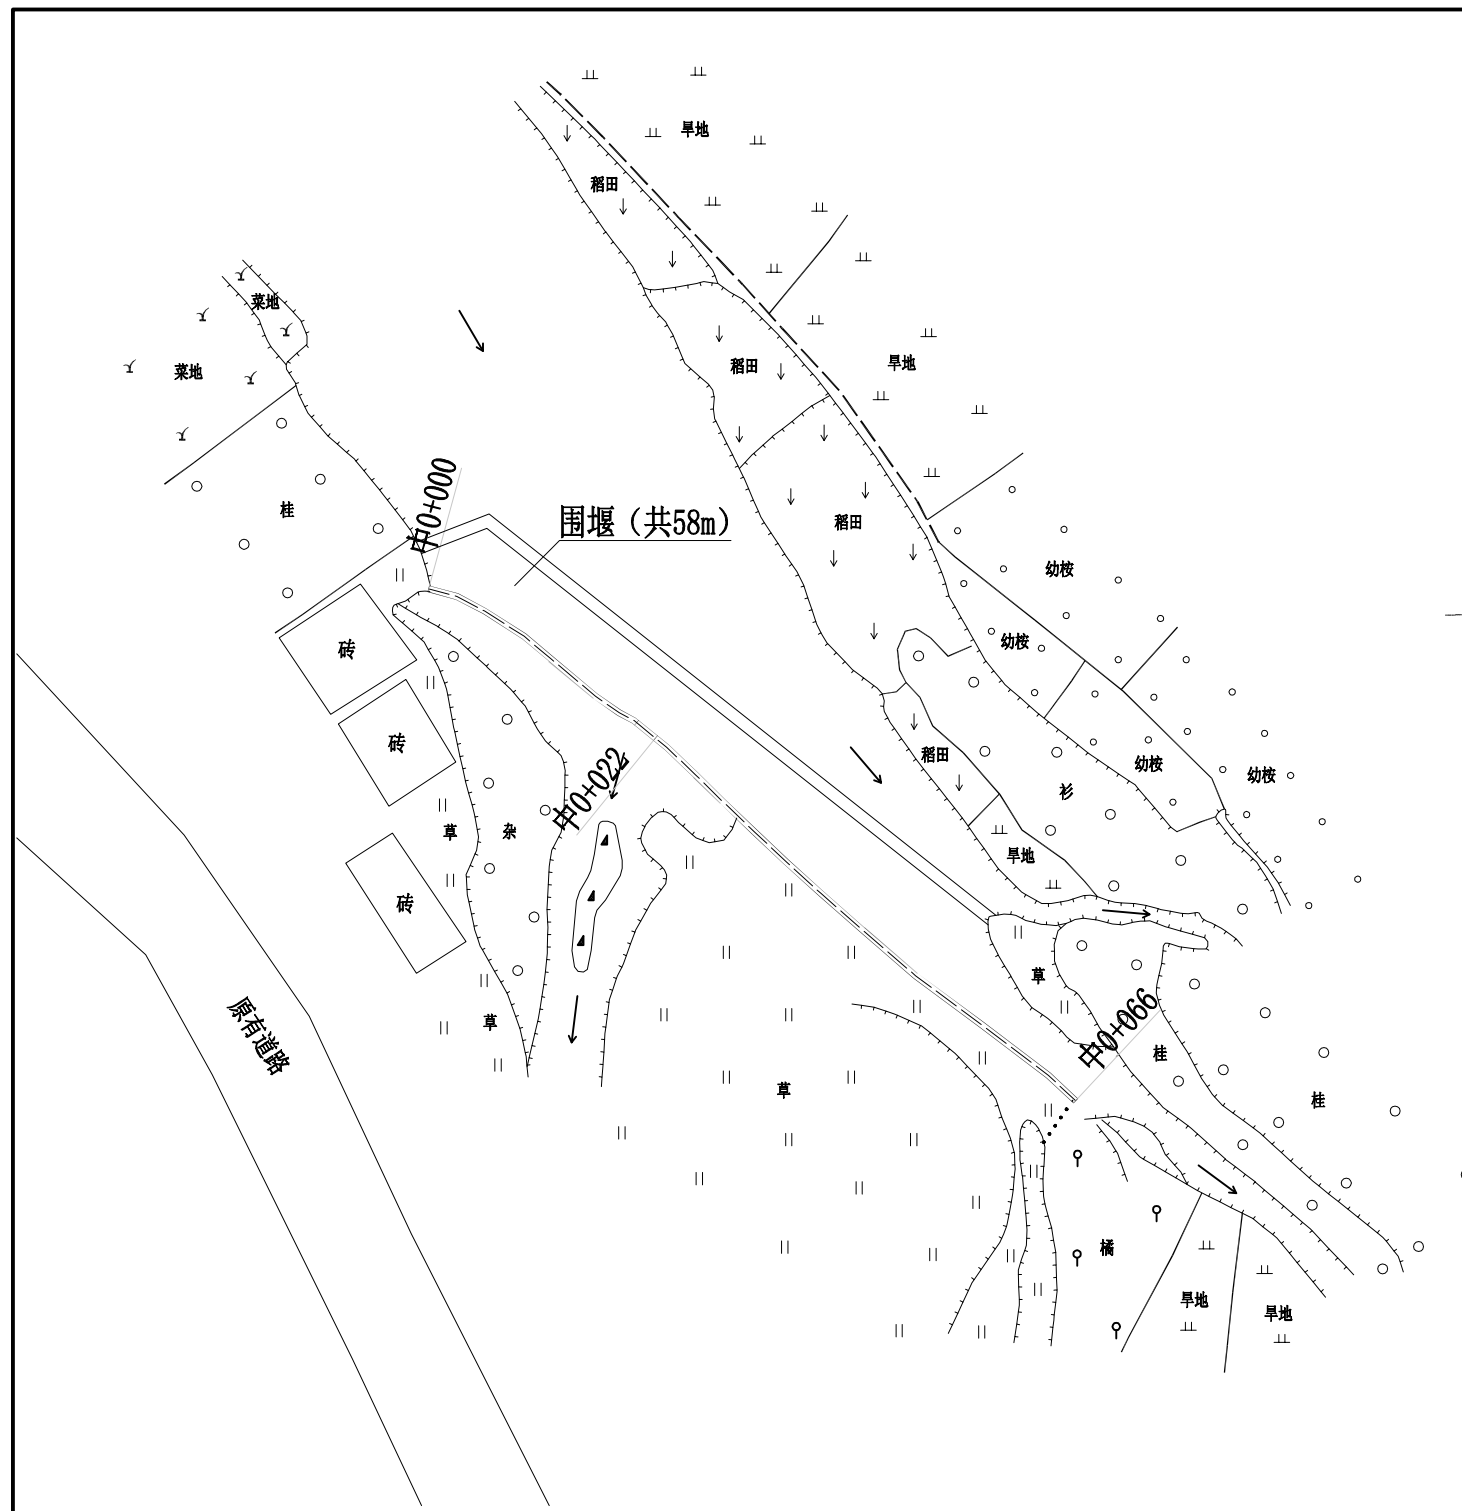 旱地
稻田
菜地
旱地
稻田
菜地
中0+000
桂
围堰（共58m）
稻田
幼桉
幼桉
砖
砖
稻田
幼桉
幼桉
中0+022
衫
草
杂
旱地
砖
草
中0+066
原有道路
草
桂
草
桂
橘
旱地
旱地